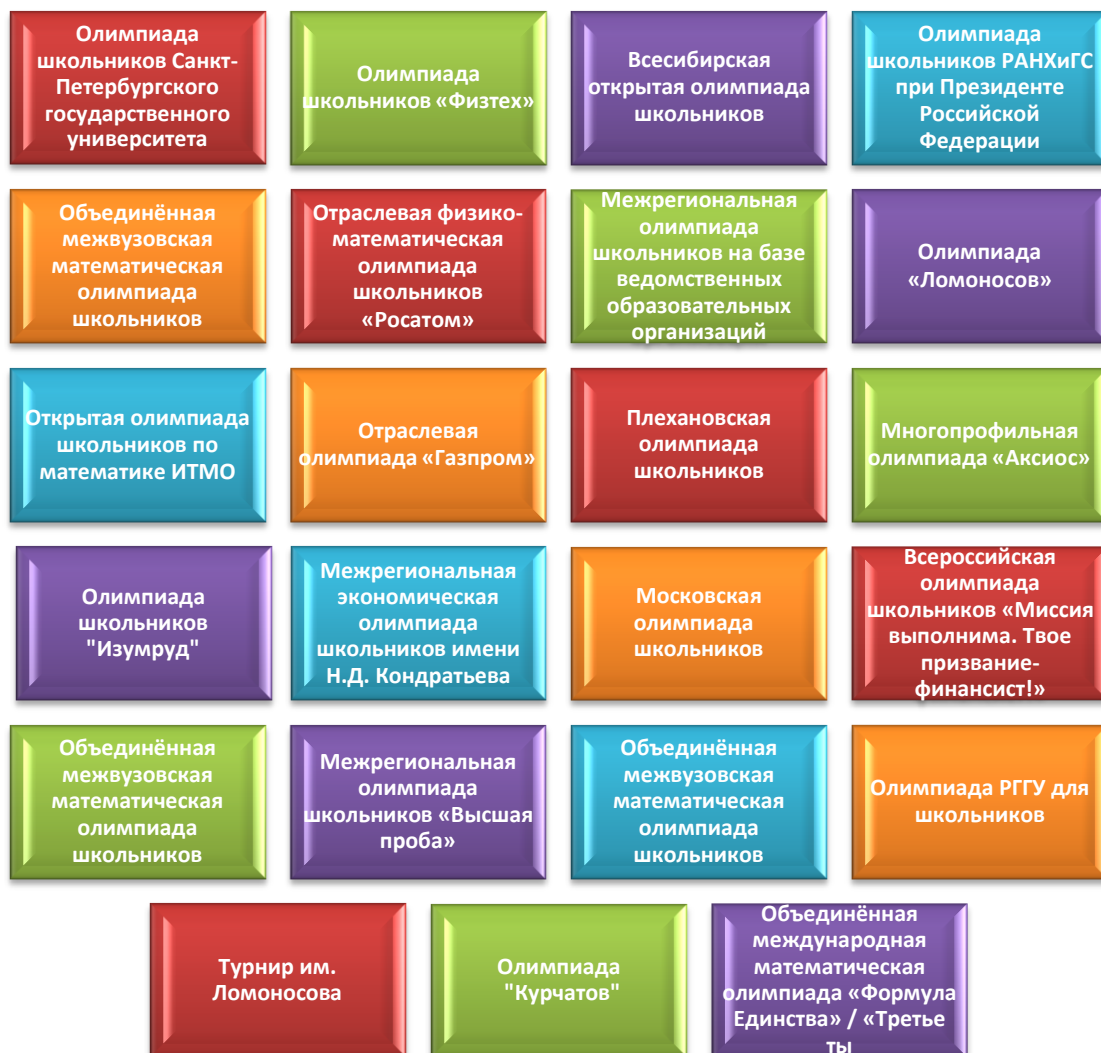 Олимпиада
школьников Санкт-
Петербургского
государственного
университета
Олимпиада
школьников «Физтех»
Всесибирская
открытая олимпиада
школьников
Олимпиада
школьников РАНХиГС
при Президенте
Российской
Федерации
Объединённая
межвузовская
математическая
олимпиада
школьников
Отраслевая физико-
математическая
олимпиада
школьников
«Росатом»
Межрегиональная
олимпиада
школьников на базе
ведомственных
образовательных
организаций
Олимпиада
«Ломоносов»
Открытая олимпиада
школьников по
математике ИТМО
Отраслевая
олимпиада «Газпром»
Плехановская
олимпиада
школьников
Многопрофильная
олимпиада «Аксиос»
Олимпиада
школьников
"Изумруд"
Межрегиональная
экономическая
олимпиада
школьников имени
Н.Д. Кондратьева
Московская
олимпиада
школьников
Всероссийская
олимпиада
школьников «Миссия
выполнима. Твое
призвание-
финансист!»
Объединённая
межвузовская
математическая
олимпиада
школьников
Межрегиональная
олимпиада
школьников «Высшая
проба»
Объединённая
межвузовская
математическая
олимпиада
школьников
Олимпиада РГГУ для
школьников
Турнир им.
Ломоносова
Олимпиада
"Курчатов"
Объединённая
международная
математическая
олимпиада «Формула
Единства» / «Третье
ты